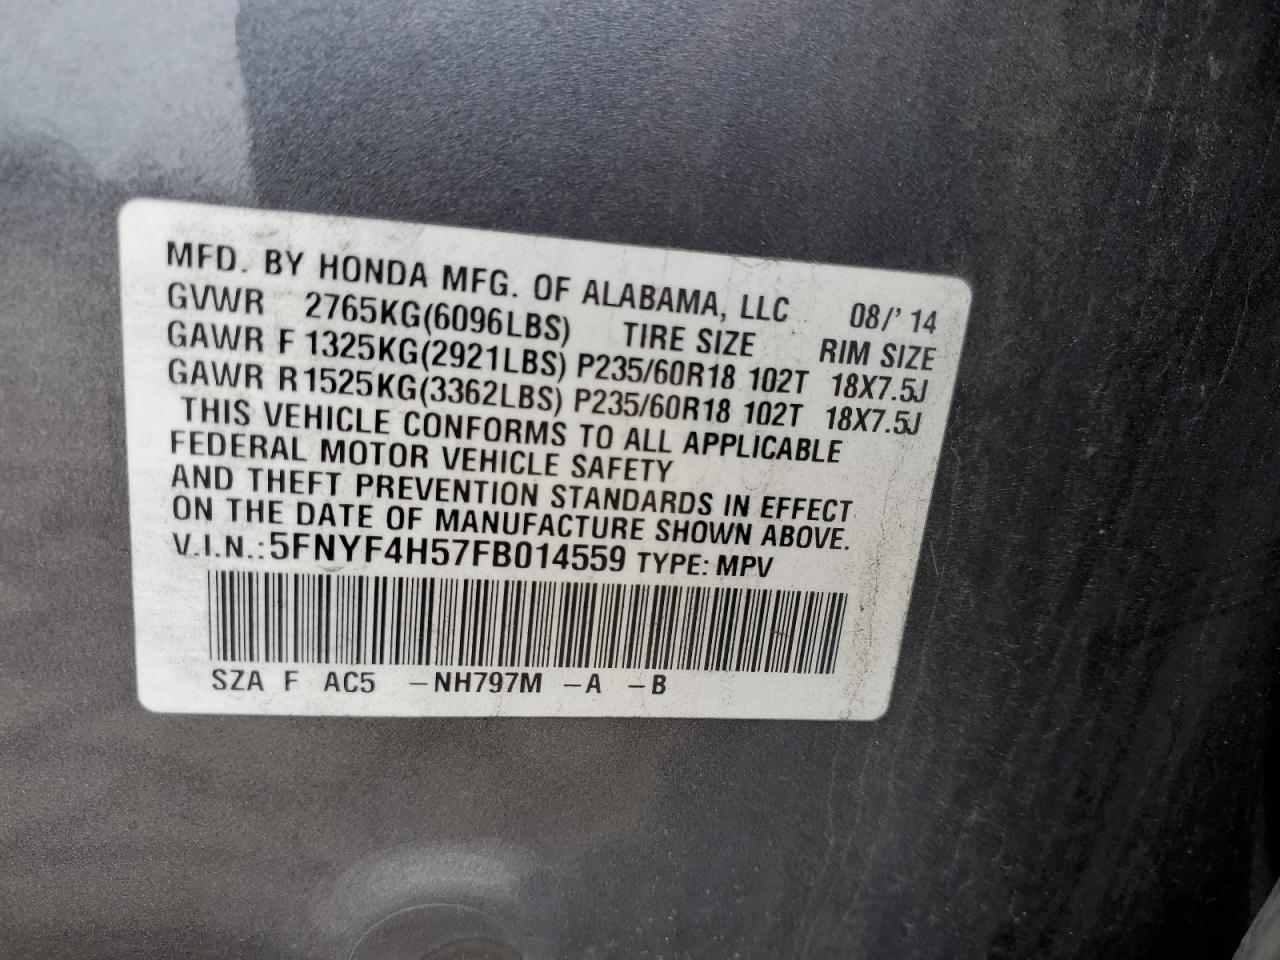 MFD. BY HONDA MFG. OF ALABAMA, LLC 08/'14
GVWR 2765KG(6096LBS) TIRE SIZE RIM SIZE
GAWR F 1325KG(2921LBS) P235/60R18 102T 18X7.5J
GAWR R 1525KG(3362LBS) P235/60R18 102T 18X7.5J
THIS VEHICLE CONFORMS TO ALL APPLICABLE
FEDERAL MOTOR VEHICLE SAFETY
AND THEFT PREVENTION STANDARDS IN EFFECT
ON THE DATE OF MANUFACTURE SHOWN ABOVE.
V.I.N.: 5FNYF4H57FB014559 TYPE: MPV
SZA F AC5 -NH797M -A -B